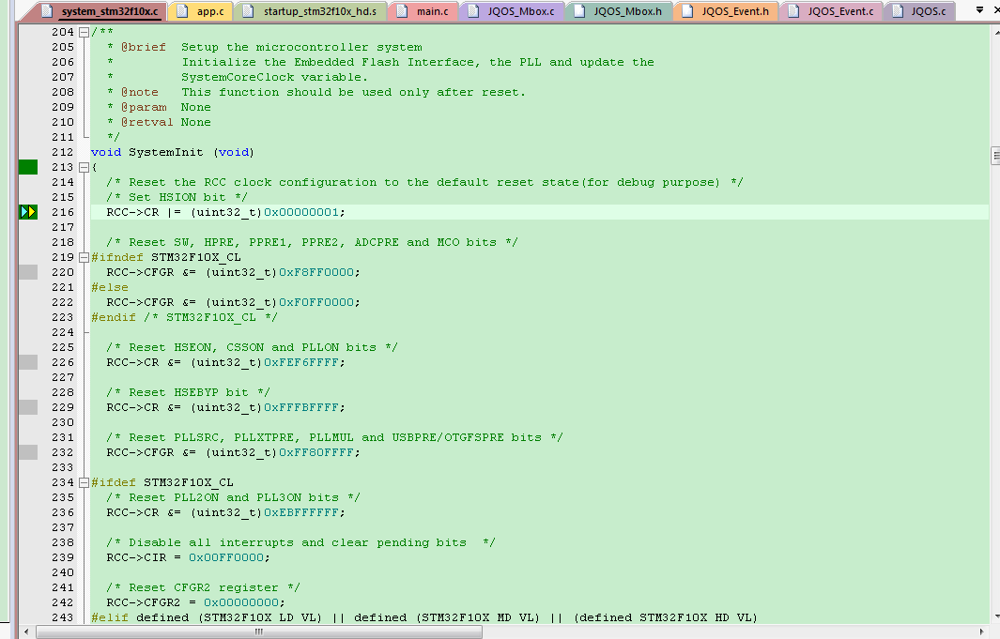 system_stm32f10x.c app.c startup_stm32f10x_hd.s main.c JQOS_Mbox.c JQOS_Mbox.h JQOS_Event.h JQOS_Event.c JQOS.c
204 /**
205 * @brief Setup the microcontroller system
206 * Initialize the Embedded Flash Interface, the PLL and update the
207 * SystemCoreClock variable.
208 * @note This function should be used only after reset.
209 * @param None
210 * @retval None
211 */
212 void SystemInit (void)
213 {
214 /* Reset the RCC clock configuration to the default reset state(for debug purpose) */
215 /* Set HSION bit */
216 RCC->CR |= (uint32_t)0x00000001;
217
218 /* Reset SW, HPRE, PPRE1, PPRE2, ADCPRE and MCO bits */
219 #ifndef STM32F10X_CL
220 RCC->CFGR &= (uint32_t)0xF8FF0000;
221 #else
222 RCC->CFGR &= (uint32_t)0xF0FF0000;
223 #endif /* STM32F10X_CL */
224
225 /* Reset HSEON, CSSON and PLLON bits */
226 RCC->CR &= (uint32_t)0xFEF6FFFF;
227
228 /* Reset HSEBYP bit */
229 RCC->CR &= (uint32_t)0xFFFBFFFF;
230
231 /* Reset PLLSRC, PLLXTPRE, PLLMUL and USBPRE/OTGFSPRE bits */
232 RCC->CFGR &= (uint32_t)0xFF80FFFF;
233
234 #ifdef STM32F10X_CL
235 /* Reset PLL2ON and PLL3ON bits */
236 RCC->CR &= (uint32_t)0xEBFFFFFF;
237
238 /* Disable all interrupts and clear pending bits */
239 RCC->CIR = 0x00FF0000;
240
241 /* Reset CFGR2 register */
242 RCC->CFGR2 = 0x00000000;
243 #elif defined (STM32F10X_LD_VL) || defined (STM32F10X_MD_VL) || (defined STM32F10X_HD_VL)